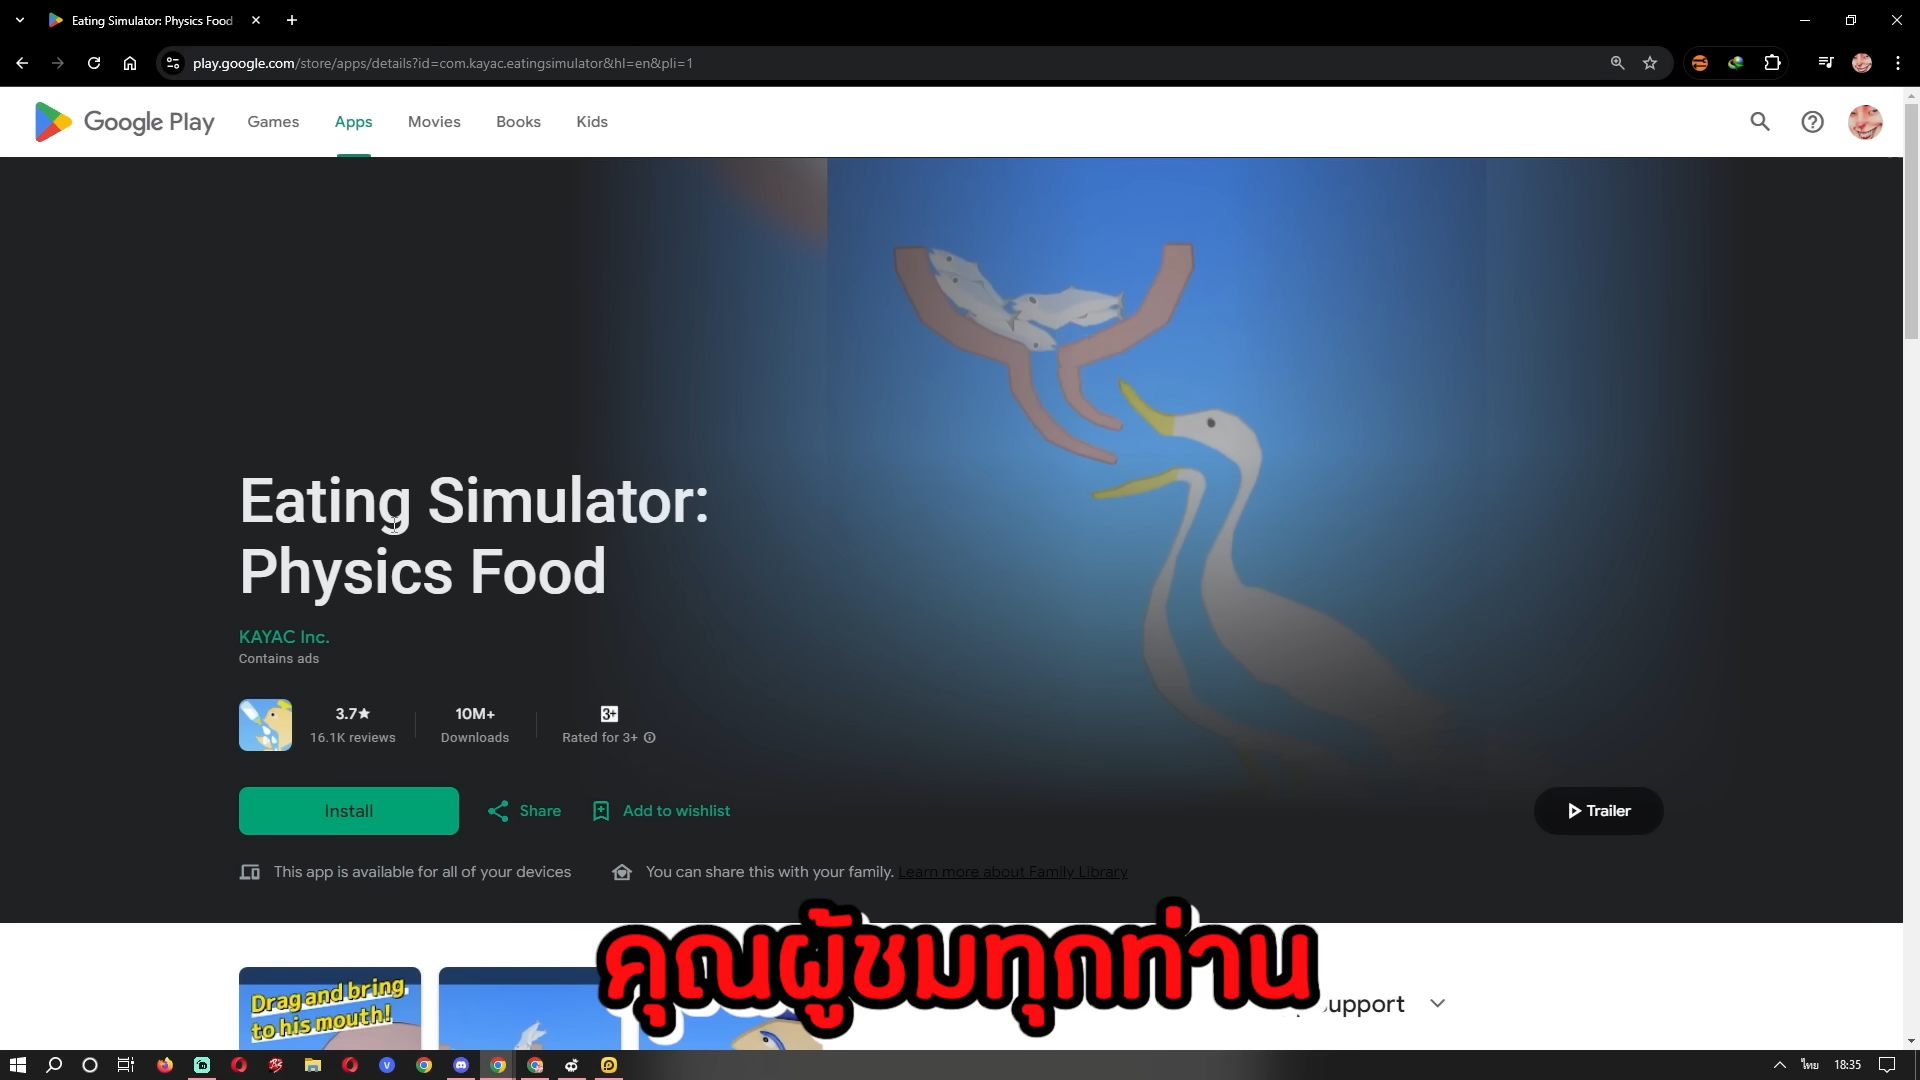 Eating Simulator: Physics Food
play.google.com/store/apps/details?id=com.kayac.eatingsimulator&hl=en&pli=1
Google Play
Games
Apps
Movies
Books
Kids
Eating Simulator:
Physics Food
KAYAC Inc.
Contains ads
3.7★
16.1K reviews
10M+
Downloads
3+
Rated for 3+
Install
Share
Add to wishlist
Trailer
This app is available for all of your devices
You can share this with your family. Learn more about Family Library
คุณผู้ชมทุกท่าน
Drag and bring
to his mouth!
upport
ไทย
18:35